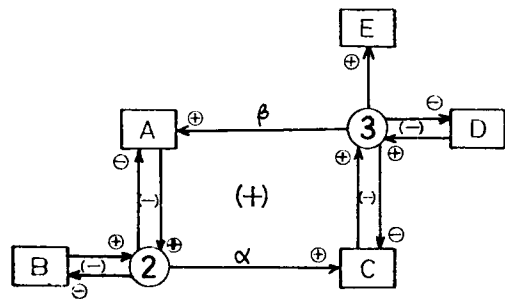 E
⊕
A ⊕ β 3 ⊖ (−) D
⊖ ⊕ ⊕
(−) (+) (−)
B ⊕ (−) ⊖ 2 ⊕ α ⊕ C ⊖